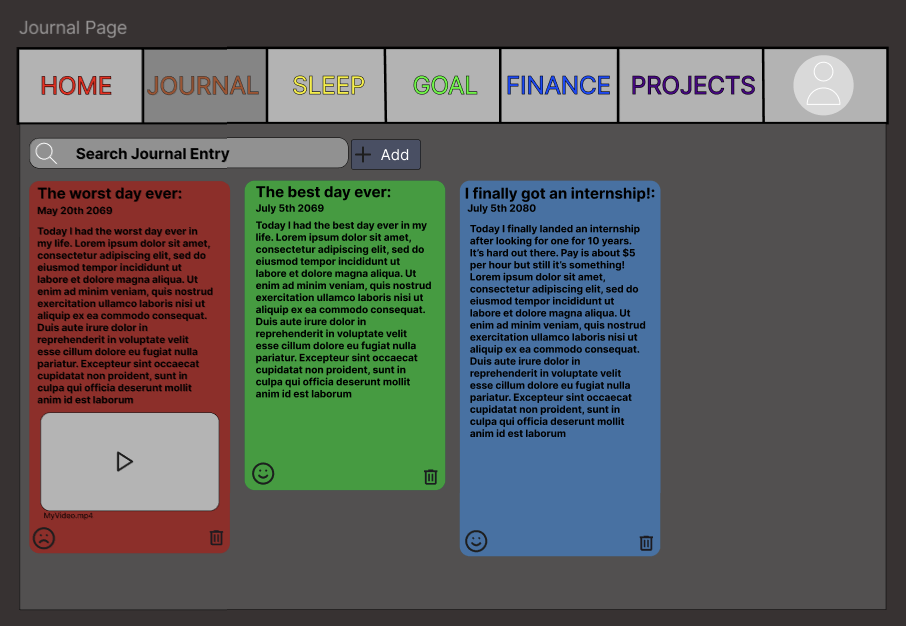 Journal Page
HOME
JOURNAL
SLEEP
GOAL
FINANCE
PROJECTS
Search Journal Entry
Add
The worst day ever:
May 20th 2069
Today I had the worst day ever in
my life. Lorem ipsum dolor sit amet,
consectetur adipiscing elit, sed do
eiusmod tempor incididunt ut
labore et dolore magna aliqua. Ut
enim ad minim veniam, quis nostrud
exercitation ullamco laboris nisi ut
aliquip ex ea commodo consequat.
Duis aute irure dolor in
reprehenderit in voluptate velit
esse cillum dolore eu fugiat nulla
pariatur. Excepteur sint occaecat
cupidatat non proident, sunt in
culpa qui officia deserunt mollit
anim id est laborum
MyVideo.mp4
The best day ever:
July 5th 2069
Today I had the best day ever in my
life. Lorem ipsum dolor sit amet,
consectetur adipiscing elit, sed do
eiusmod tempor incididunt ut
labore et dolore magna aliqua. Ut
enim ad minim veniam, quis nostrud
exercitation ullamco laboris nisi ut
aliquip ex ea commodo consequat.
Duis aute irure dolor in
reprehenderit in voluptate velit
esse cillum dolore eu fugiat nulla
pariatur. Excepteur sint occaecat
cupidatat non proident, sunt in
culpa qui officia deserunt mollit
anim id est laborum
I finally got an internship!:
July 5th 2080
Today I finally landed an internship
after looking for one for 10 years.
It's hard out there. Pay is about $5
per hour but still it's something!
Lorem ipsum dolor sit amet,
consectetur adipiscing elit, sed do
eiusmod tempor incididunt ut
labore et dolore magna aliqua. Ut
enim ad minim veniam, quis nostrud
exercitation ullamco laboris nisi ut
aliquip ex ea commodo consequat.
Duis aute irure dolor in
reprehenderit in voluptate velit
esse cillum dolore eu fugiat nulla
pariatur. Excepteur sint occaecat
cupidatat non proident, sunt in
culpa qui officia deserunt mollit
anim id est laborum